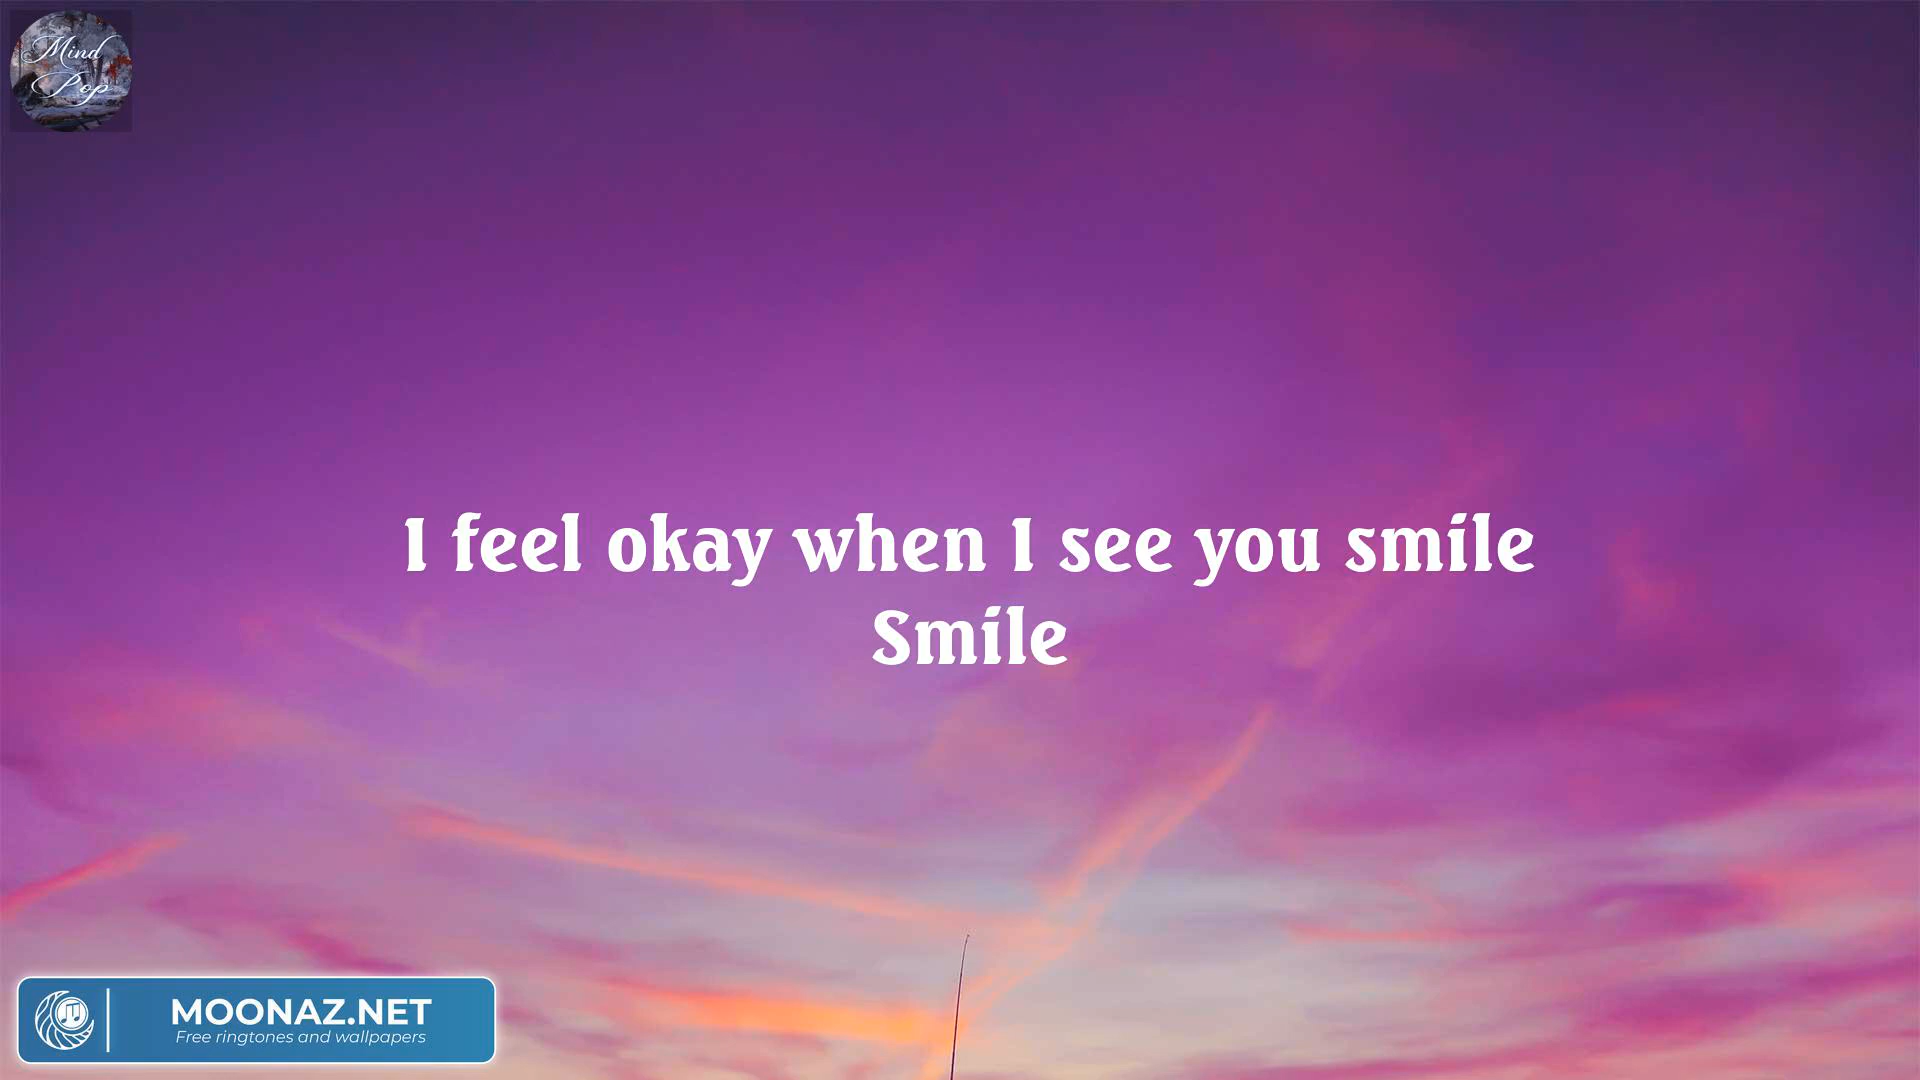 Mind
Pop
I feel okay when I see you smile
Smile
MOONAZ.NET
Free ringtones and wallpapers